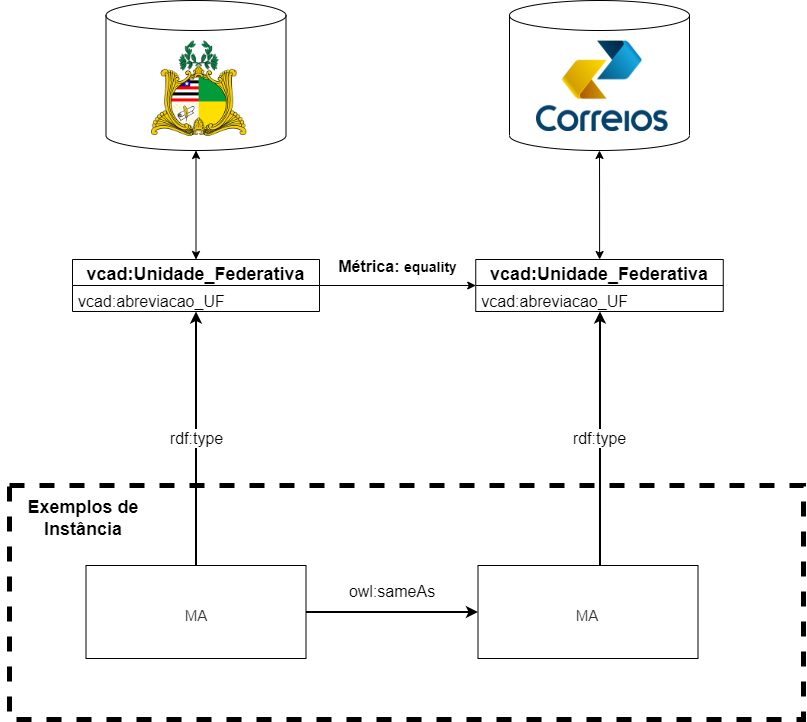 Correios
vcad:Unidade_Federativa
vcad:abreviacao_UF
Métrica: equality
vcad:Unidade_Federativa
vcad:abreviacao_UF
rdf:type
rdf:type
Exemplos de
Instância
MA
owl:sameAs
MA